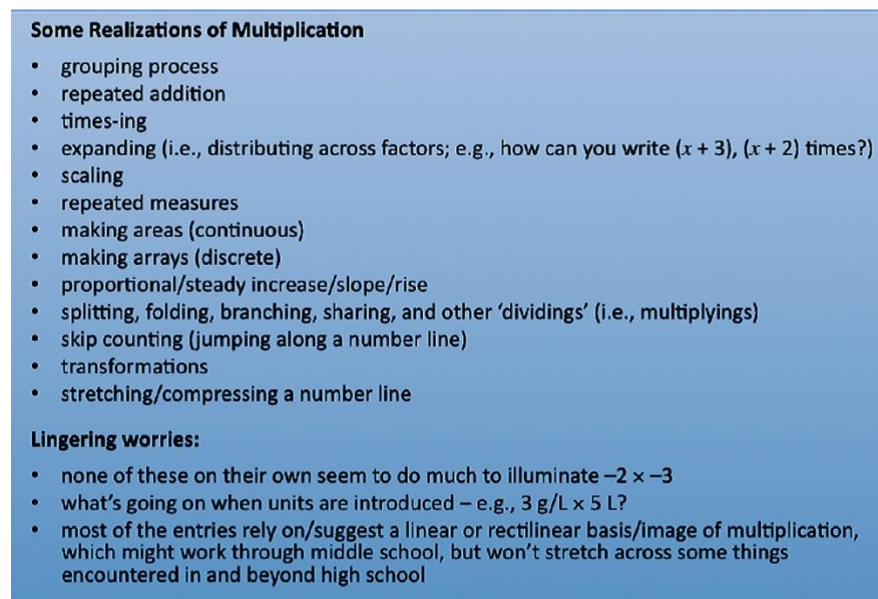 Some Realizations of Multiplication
• grouping process
• repeated addition
• times-ing
• expanding (i.e., distributing across factors; e.g., how can you write (x + 3), (x + 2) times?)
• scaling
• repeated measures
• making areas (continuous)
• making arrays (discrete)
• proportional/steady increase/slope/rise
• splitting, folding, branching, sharing, and other ‘dividings’ (i.e., multiplyings)
• skip counting (jumping along a number line)
• transformations
• stretching/compressing a number line
Lingering worries:
• none of these on their own seem to do much to illuminate –2 × –3
• what’s going on when units are introduced – e.g., 3 g/L × 5 L?
• most of the entries rely on/suggest a linear or rectilinear basis/image of multiplication,
which might work through middle school, but won’t stretch across some things
encountered in and beyond high school